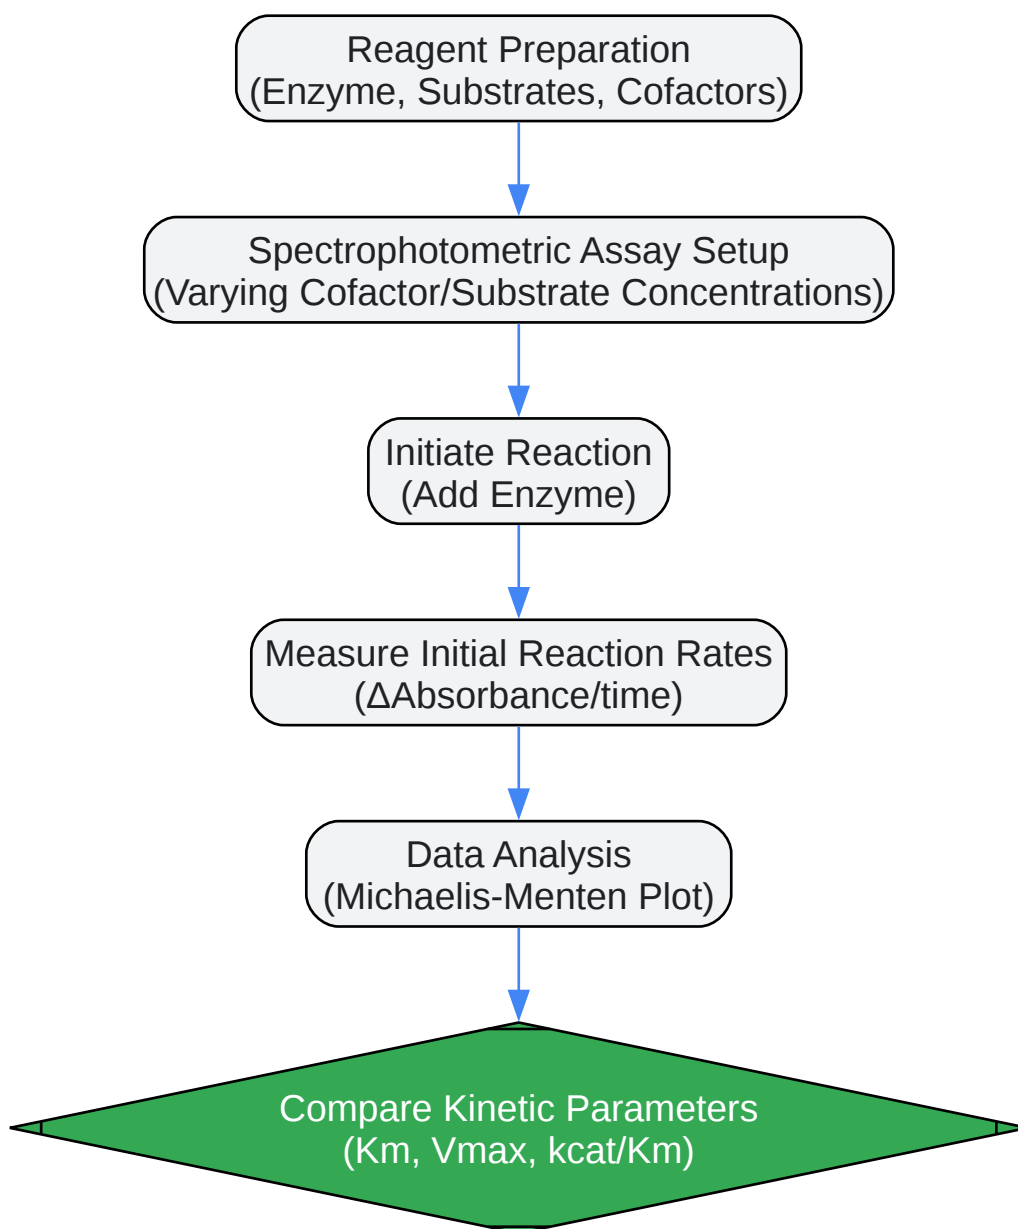 Reagent Preparation
(Enzyme, Substrates, Cofactors)
Spectrophotometric Assay Setup
(Varying Cofactor/Substrate Concentrations)
Initiate Reaction
(Add Enzyme)
Measure Initial Reaction Rates
(ΔAbsorbance/time)
Data Analysis
(Michaelis-Menten Plot)
Compare Kinetic Parameters
(Km, Vmax, kcat/Km)